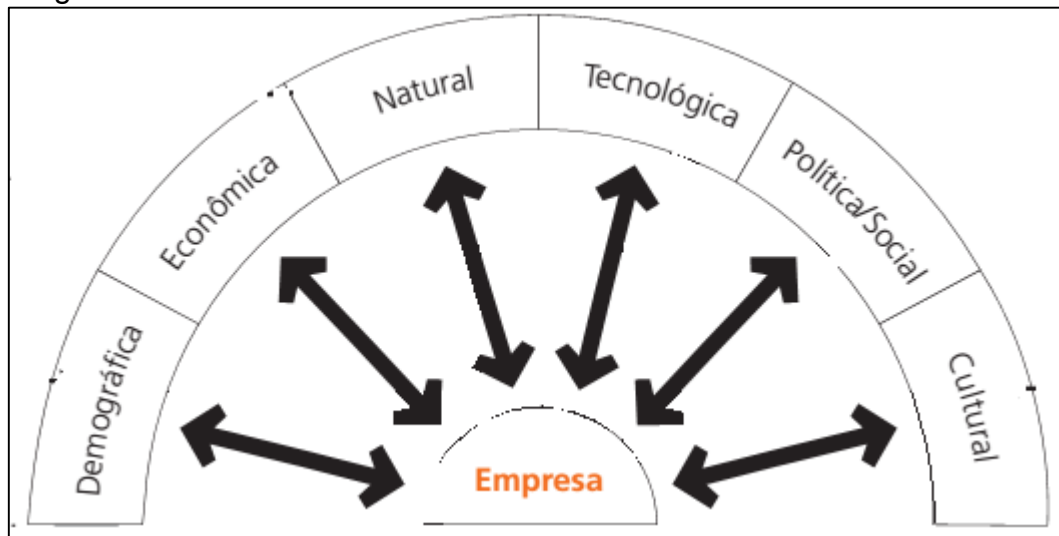 Demográfica
Econômica
Natural
Tecnológica
Política/Social
Cultural
Empresa